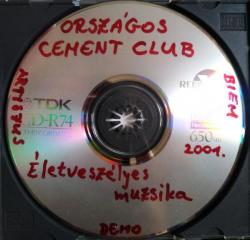 ORSZÁGOS
CEMENT CLUB
ARTISJUS
BIEM
TDK
CD-R74
650MB
2001.
Életveszélyes
muzsika
DEMO